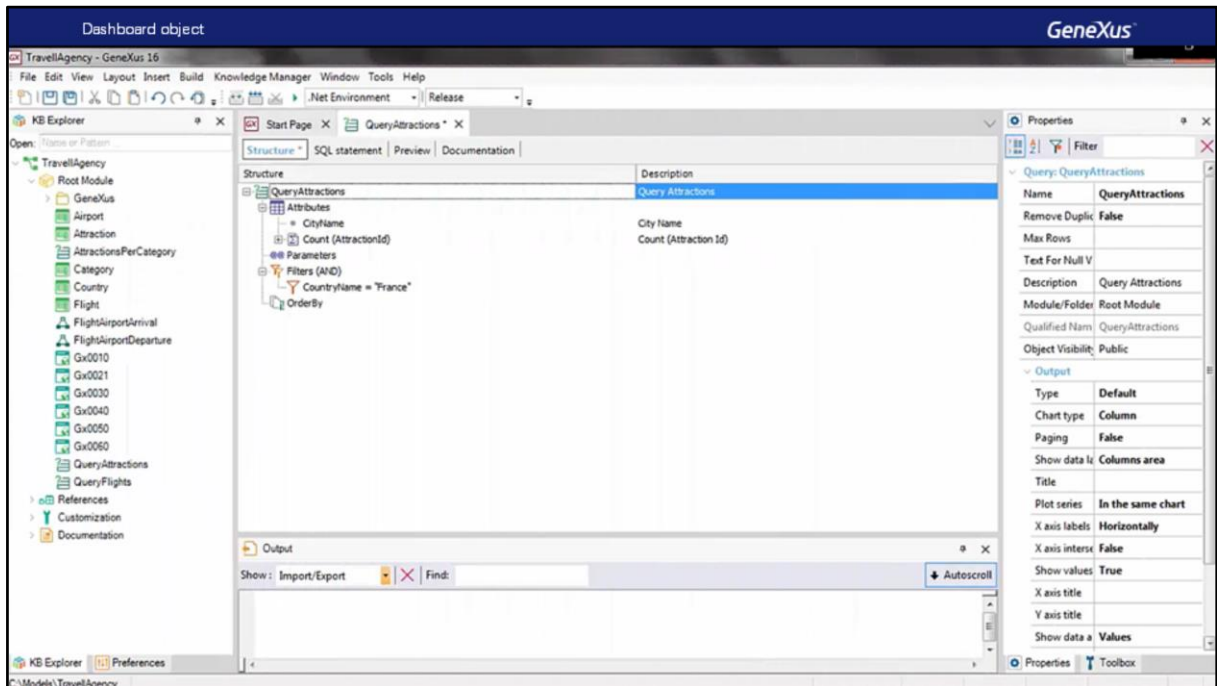 Dashboard object
GeneXus™
TravellAgency - GeneXus 16
File Edit View Layout Insert Build Knowledge Manager Window Tools Help
.Net Environment Release
KB Explorer
Open: Name or Pattern ...
TravellAgency
Root Module
GeneXus
Airport
Attraction
AttractionsPerCategory
Category
Country
Flight
FlightAirportArrival
FlightAirportDeparture
Gx0010
Gx0021
Gx0030
Gx0040
Gx0050
Gx0060
QueryAttractions
QueryFlights
References
Customization
Documentation
KB Explorer Preferences
C:\Models\TravellAgency
Start Page QueryAttractions *
Structure * SQL statement Preview Documentation
Structure Description
QueryAttractions Query Attractions
Attributes
CityName City Name
Count (AttractionId) Count (Attraction Id)
Parameters
Filters (AND)
CountryName = "France"
OrderBy
Output
Show: Import/Export Find: Autoscroll
Properties
Filter
Query: QueryAttractions
Name QueryAttractions
Remove Duplic False
Max Rows
Text For Null V
Description Query Attractions
Module/Folder Root Module
Qualified Nam QueryAttractions
Object Visibilit Public
Output
Type Default
Chart type Column
Paging False
Show data la Columns area
Title
Plot series In the same chart
X axis labels Horizontally
X axis interse False
Show values True
X axis title
Y axis title
Show data a Values
Properties Toolbox